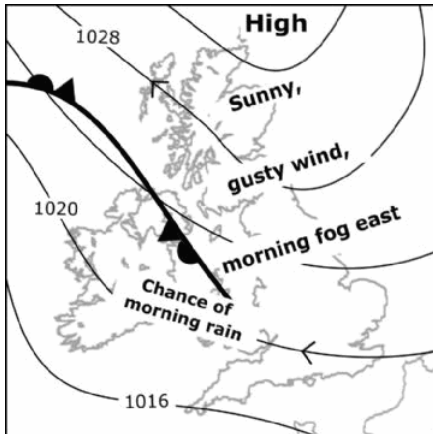 High
1028
Sunny,
gusty wind,
1020
morning fog east
Chance of
morning rain
1016